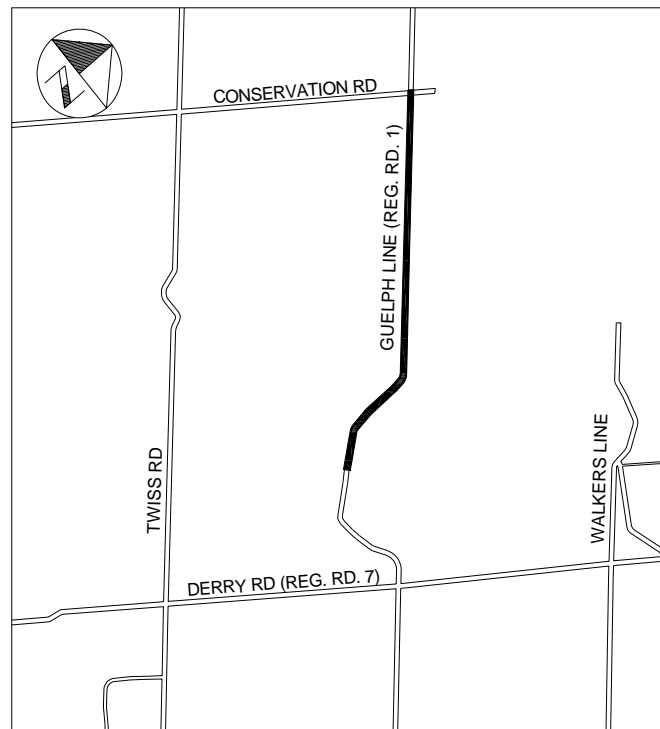 CONSERVATION RD
GUELPH LINE (REG. RD. 1)
TWISS RD
WALKERS LINE
DERRY RD (REG. RD. 7)